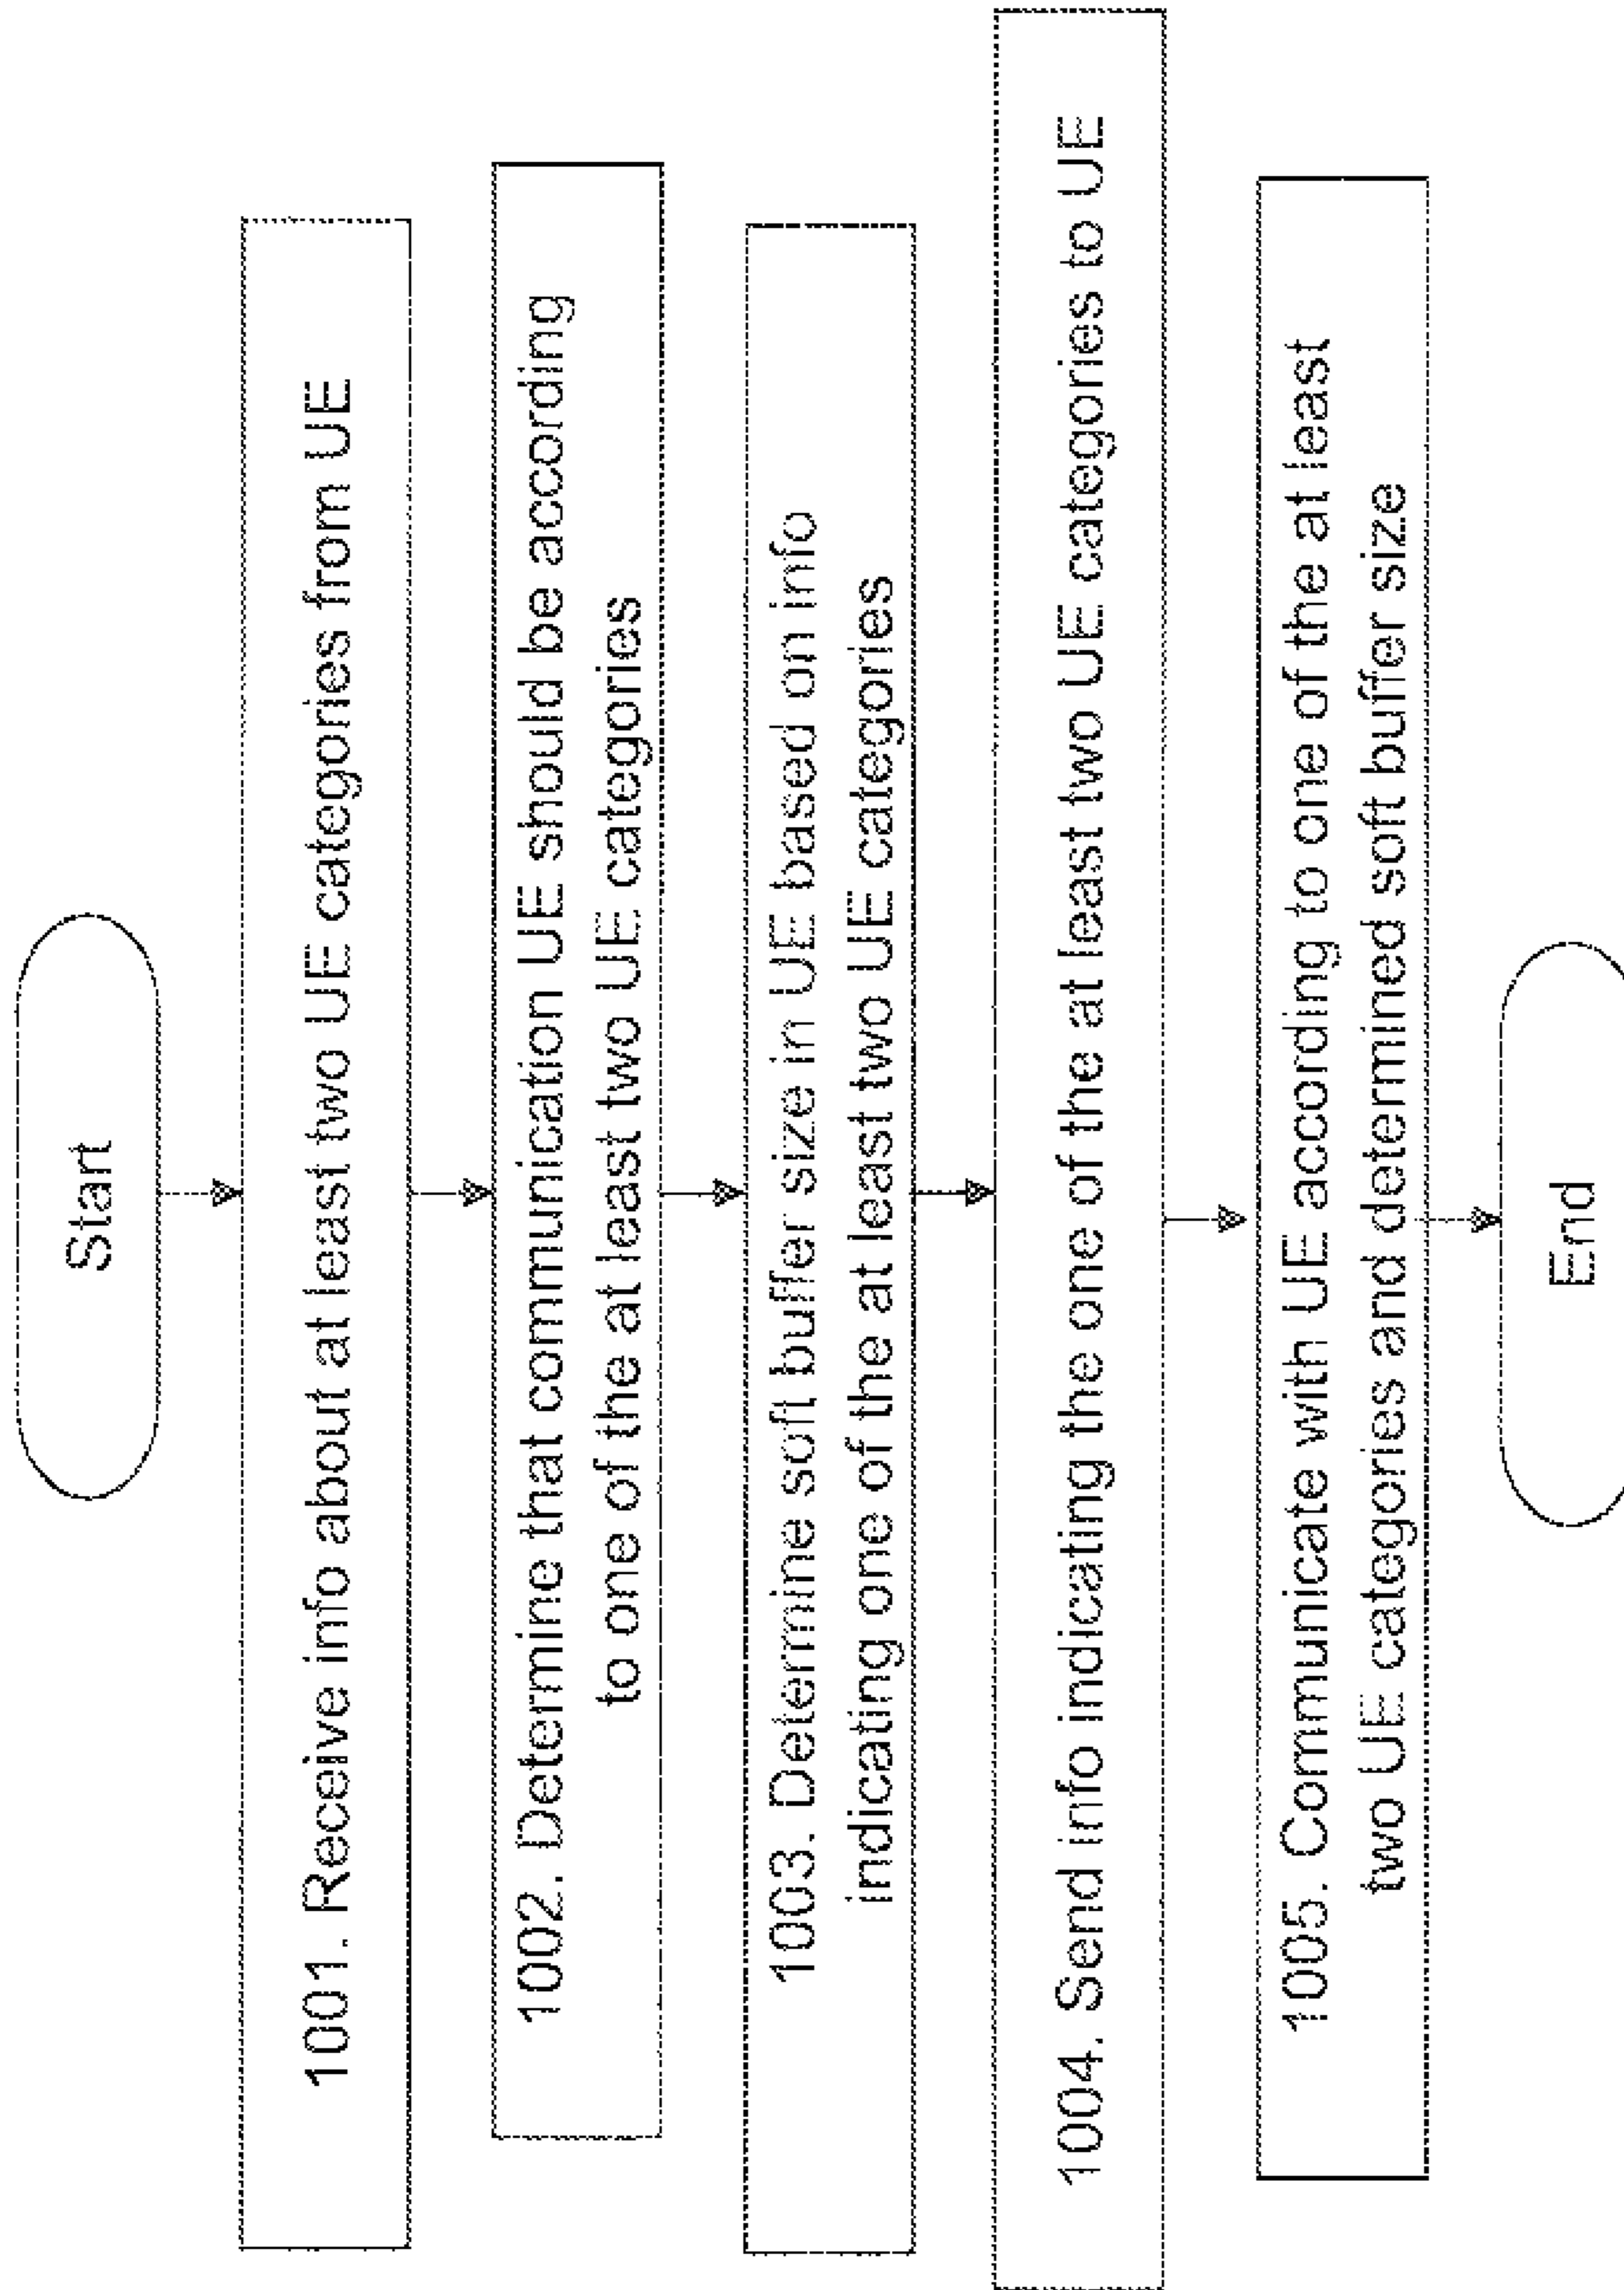 Start
1001. Receive info about at least two UE categories from UE
1002. Determine that communication UE should be according
to one of the at least two UE categories
1003. Determine soft buffer size in UE based on info
indicating one of the at least two UE categories
1004. Send info indicating the one of the at least two UE categories to UE
1005. Communicate with UE according to one of the at least
two UE categories and determined soft buffer size
End